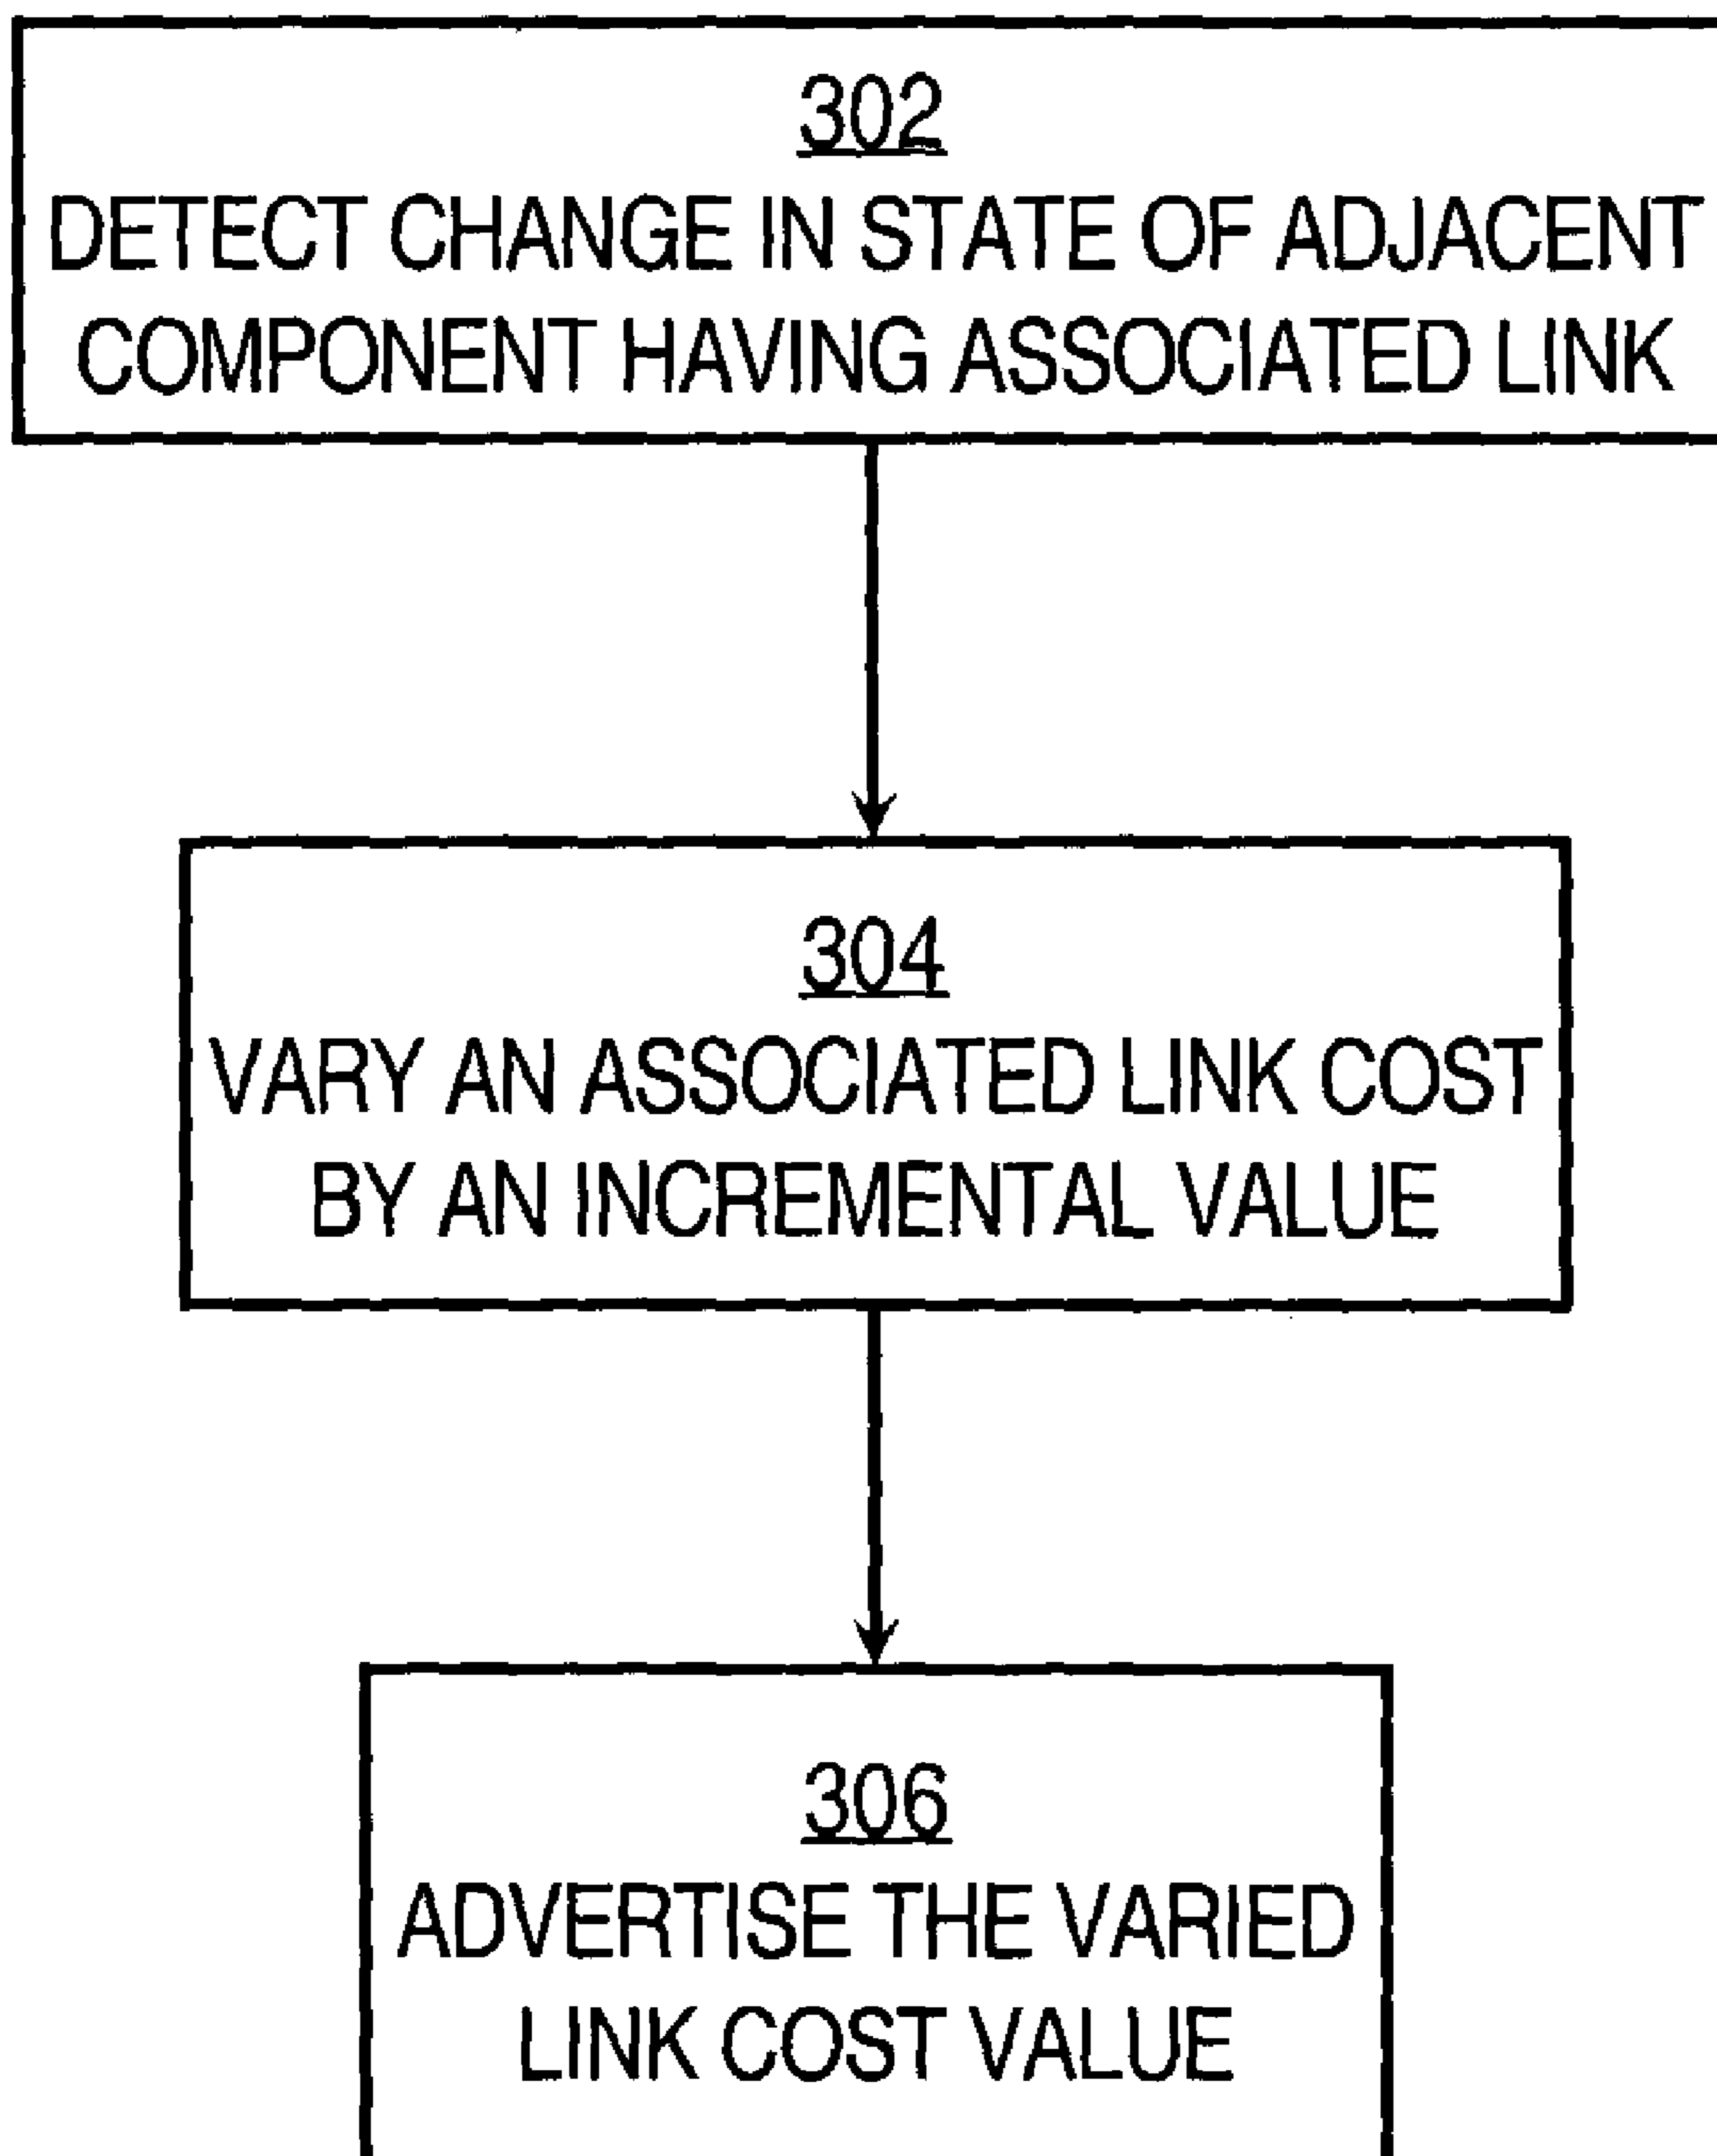 302
DETECT CHANGE IN STATE OF ADJACENT
COMPONENT HAVING ASSOCIATED LINK
304
VARY AN ASSOCIATED LINK COST
BY AN INCREMENTAL VALUE
306
ADVERTISE THE VARIED
LINK COST VALUE